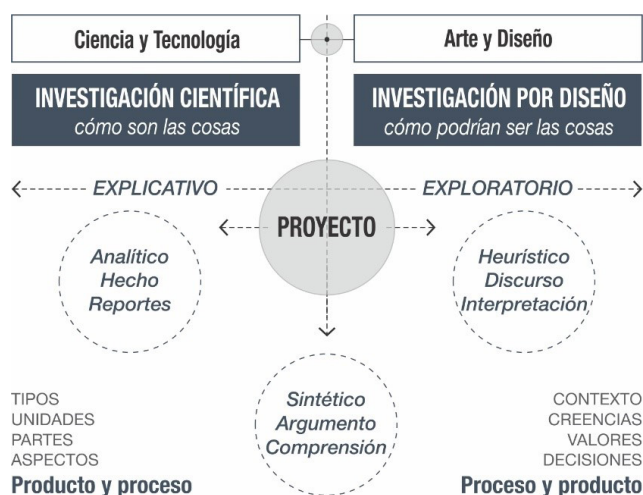 Ciencia y Tecnología
Arte y Diseño
INVESTIGACIÓN CIENTÍFICA
cómo son las cosas
INVESTIGACIÓN POR DISEÑO
cómo podrían ser las cosas
EXPLICATIVO
EXPLORATORIO
PROYECTO
Analítico
Hecho
Reportes
Heurístico
Discurso
Interpretación
Sintético
Argumento
Comprensión
TIPOS
UNIDADES
PARTES
ASPECTOS
Producto y proceso
CONTEXTO
CREENCIAS
VALORES
DECISIONES
Proceso y producto